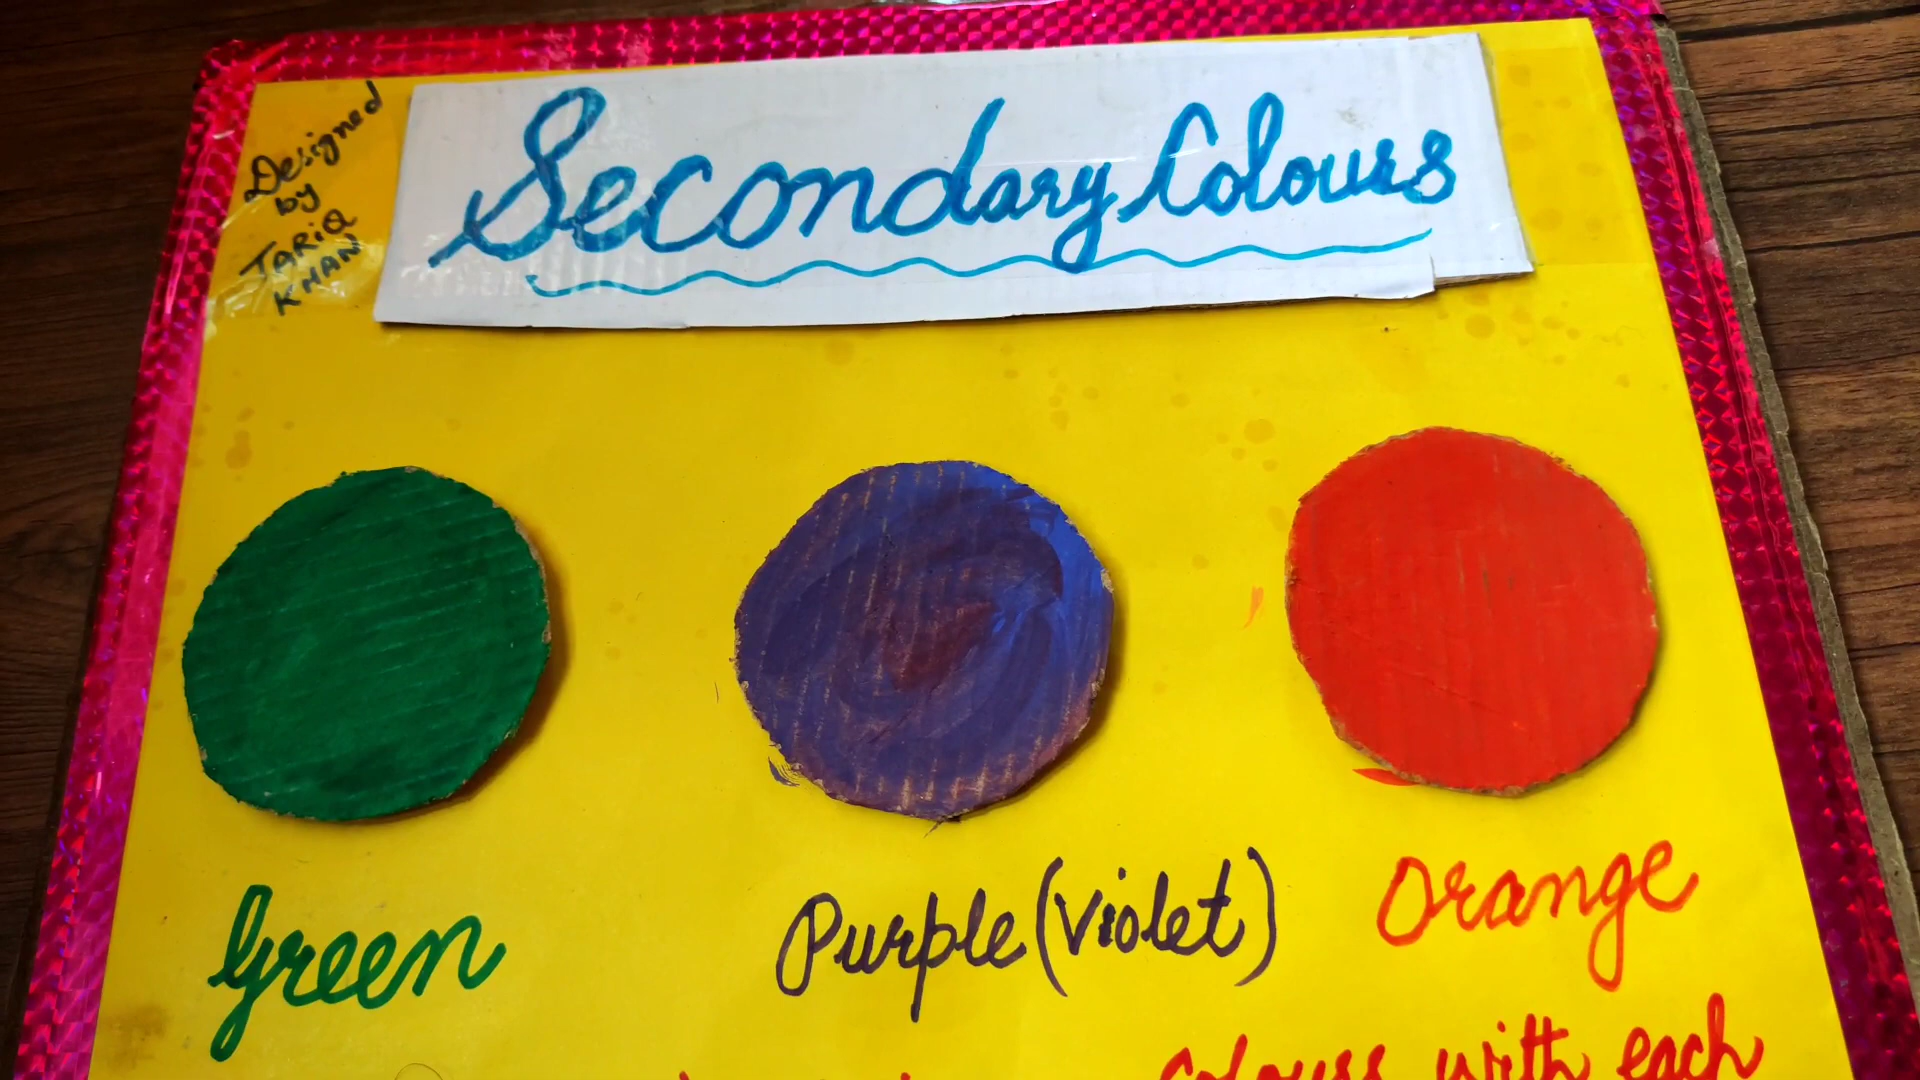 Designed
by
TARIQ
KHAN
Secondary Colours
Green
Purple (Violet)
Orange
colours with each